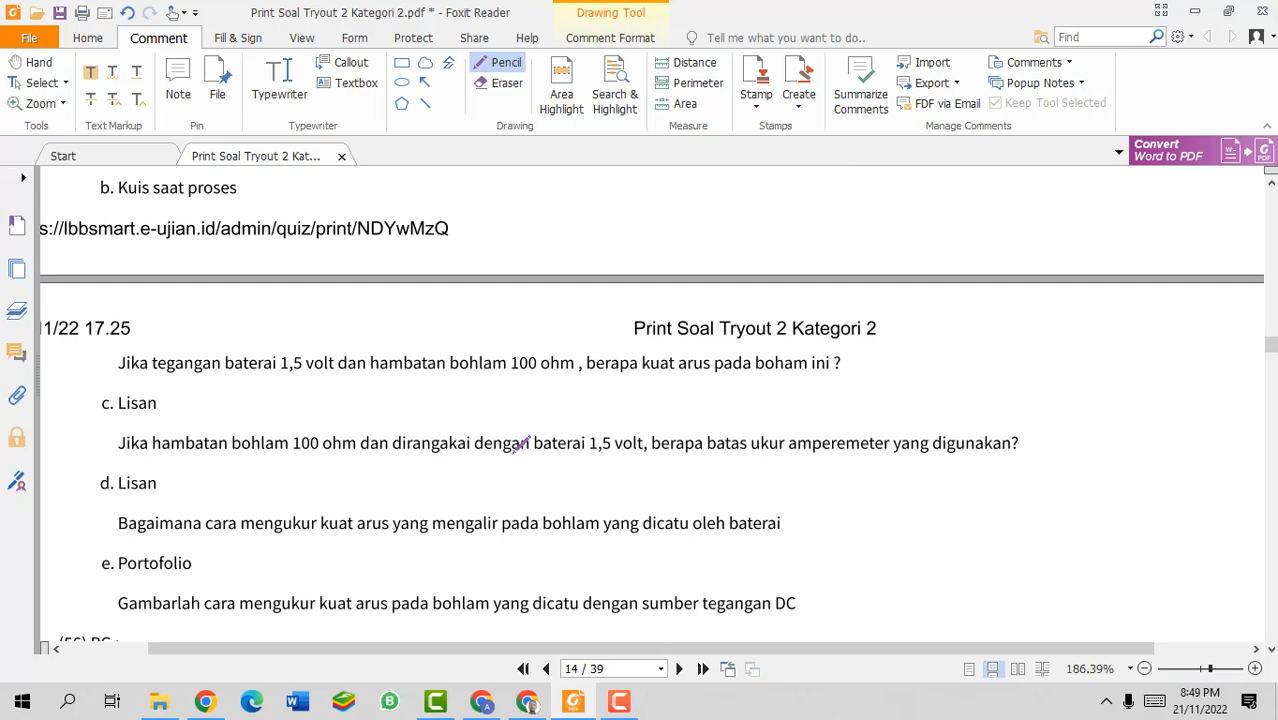 Print Soal Tryout 2 Kategori 2.pdf * - Foxit Reader
Drawing Tool
File
Home
Comment
Fill & Sign
View
Form
Protect
Share
Help
Comment Format
Tell me what you want to do..
Find
Hand
Select
Zoom
Tools
Text Markup
Note
File
Pin
Typewriter
Callout
Textbox
Typewriter
Pencil
Eraser
Drawing
Area Highlight
Search & Highlight
Distance
Perimeter
Area
Measure
Stamp
Create
Stamps
Summarize Comments
Import
Export
FDF via Email
Comments
Popup Notes
Keep Tool Selected
Manage Comments
Start
Print Soal Tryout 2 Kat...
Convert
Word to PDF
b. Kuis saat proses
s://lbbsmart.e-ujian.id/admin/quiz/print/NDYwMzQ
11/22 17.25
Print Soal Tryout 2 Kategori 2
Jika tegangan baterai 1,5 volt dan hambatan bohlam 100 ohm , berapa kuat arus pada boham ini ?
c. Lisan
Jika hambatan bohlam 100 ohm dan dirangakai dengan baterai 1,5 volt, berapa batas ukur amperemeter yang digunakan?
d. Lisan
Bagaimana cara mengukur kuat arus yang mengalir pada bohlam yang dicatu oleh baterai
e. Portofolio
Gambarlah cara mengukur kuat arus pada bohlam yang dicatu dengan sumber tegangan DC
14 / 39
186.39%
8:49 PM
21/11/2022